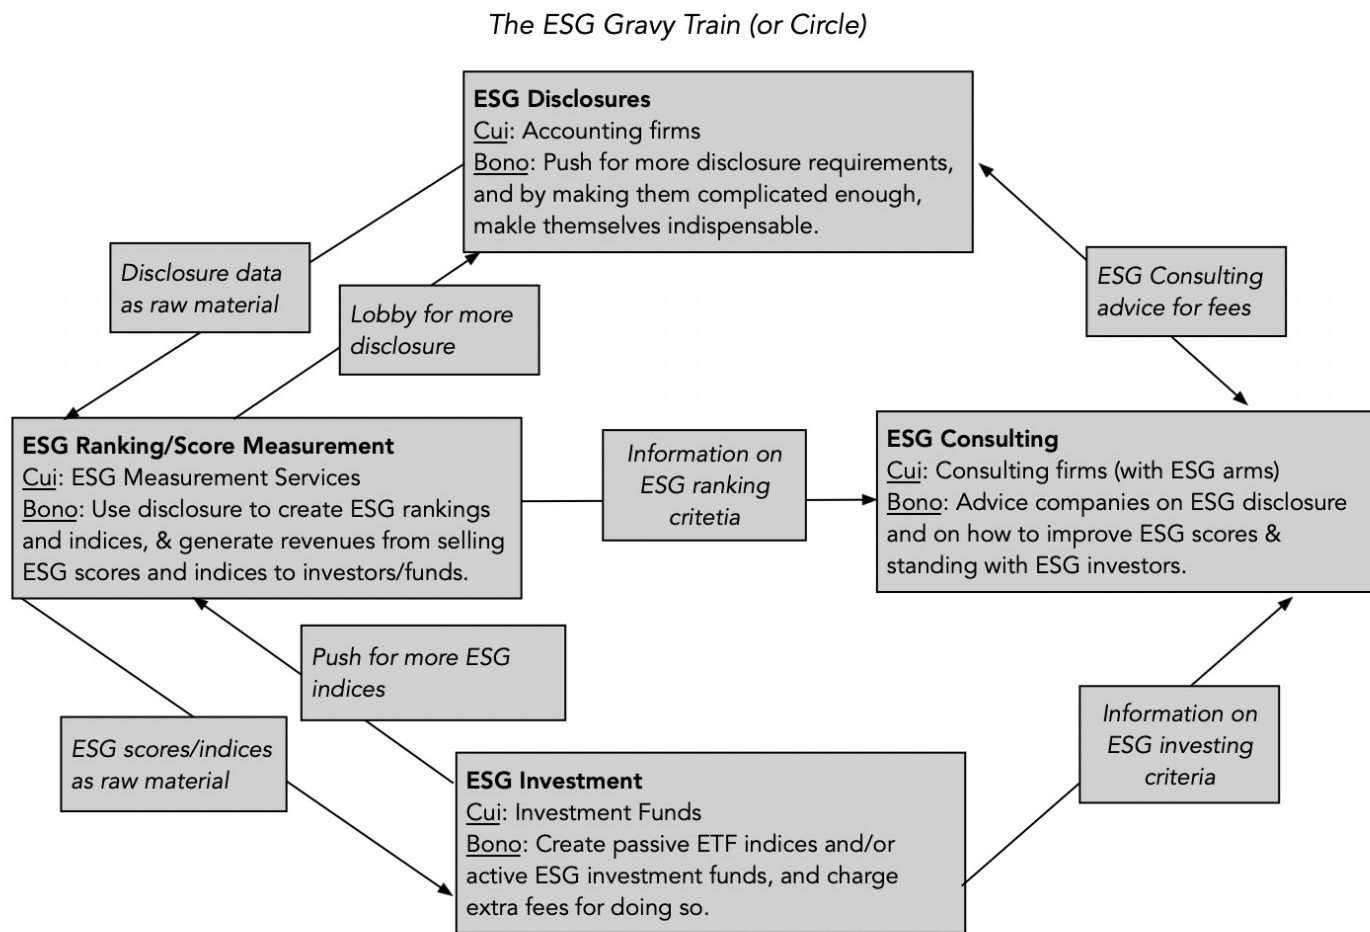 The ESG Gravy Train (or Circle)
ESG Disclosures
Cui: Accounting firms
Bono: Push for more disclosure requirements,
and by making them complicated enough,
makle themselves indispensable.
Disclosure data
as raw material
Lobby for more
disclosure
ESG Consulting
advice for fees
ESG Ranking/Score Measurement
Cui: ESG Measurement Services
Bono: Use disclosure to create ESG rankings
and indices, & generate revenues from selling
ESG scores and indices to investors/funds.
Information on
ESG ranking
critetia
ESG Consulting
Cui: Consulting firms (with ESG arms)
Bono: Advice companies on ESG disclosure
and on how to improve ESG scores &
standing with ESG investors.
Push for more ESG
indices
ESG scores/indices
as raw material
Information on
ESG investing
criteria
ESG Investment
Cui: Investment Funds
Bono: Create passive ETF indices and/or
active ESG investment funds, and charge
extra fees for doing so.